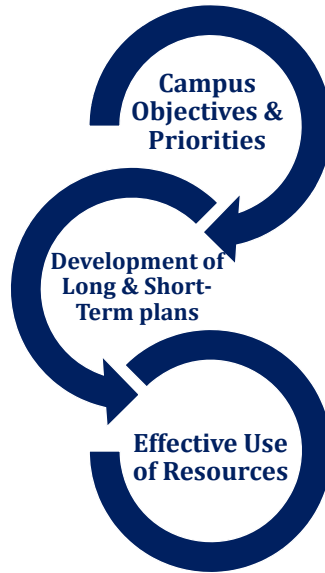 Campus
Objectives &
Priorities
Development of
Long & Short-
Term plans
Effective Use
of Resources